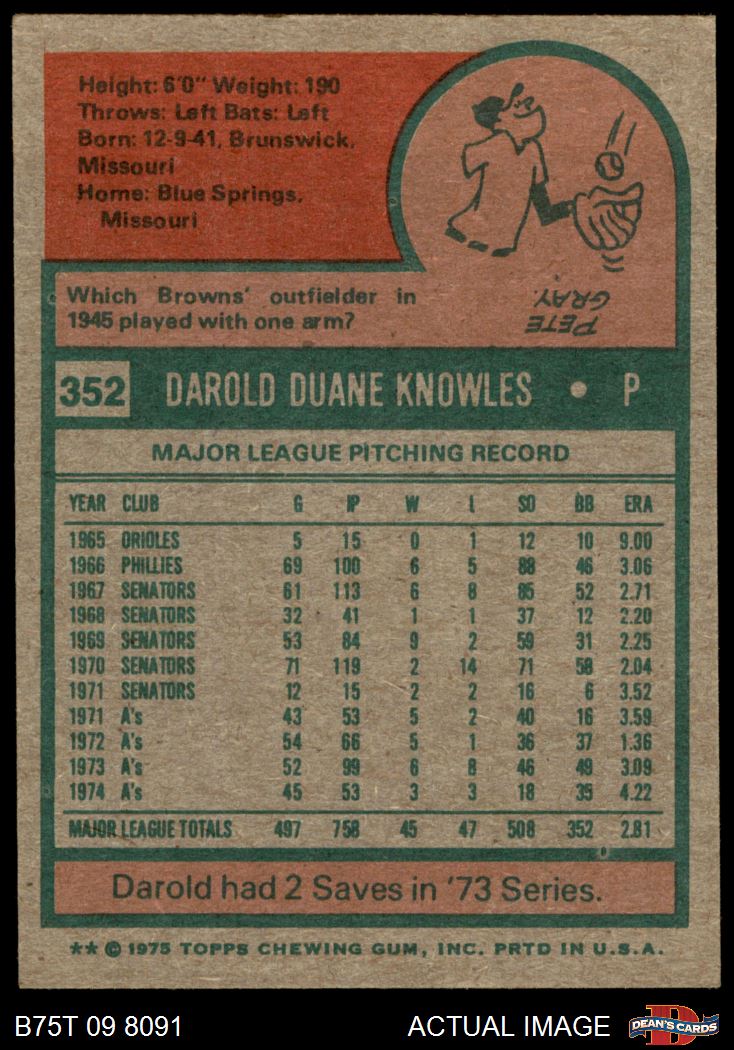 Height: 6'0" Weight: 190
Throws: Left Bats: Left
Born: 12-9-41, Brunswick,
Missouri
Home: Blue Springs,
Missouri
Which Browns' outfielder in
1945 played with one arm?
PETE
GRAY.
352 DAROLD DUANE KNOWLES • P
MAJOR LEAGUE PITCHING RECORD
YEAR CLUB G IP W L SO BB ERA
1965 ORIOLES 5 15 0 1 12 10 9.00
1966 PHILLIES 69 100 6 5 88 46 3.06
1967 SENATORS 61 113 6 8 85 52 2.71
1968 SENATORS 32 41 1 1 37 12 2.20
1969 SENATORS 53 84 9 2 59 31 2.25
1970 SENATORS 71 119 2 14 71 58 2.04
1971 SENATORS 12 15 2 2 16 6 3.52
1971 A's 43 53 5 2 40 16 3.59
1972 A's 54 66 5 1 36 37 1.36
1973 A's 52 99 6 8 46 49 3.09
1974 A's 45 53 3 3 18 35 4.22
MAJOR LEAGUE TOTALS 497 758 45 47 508 352 2.81
Darold had 2 Saves in '73 Series.
** © 1975 TOPPS CHEWING GUM, INC. PRTD IN U.S.A.
B75T 09 8091 ACTUAL IMAGE DEAN'S CARDS